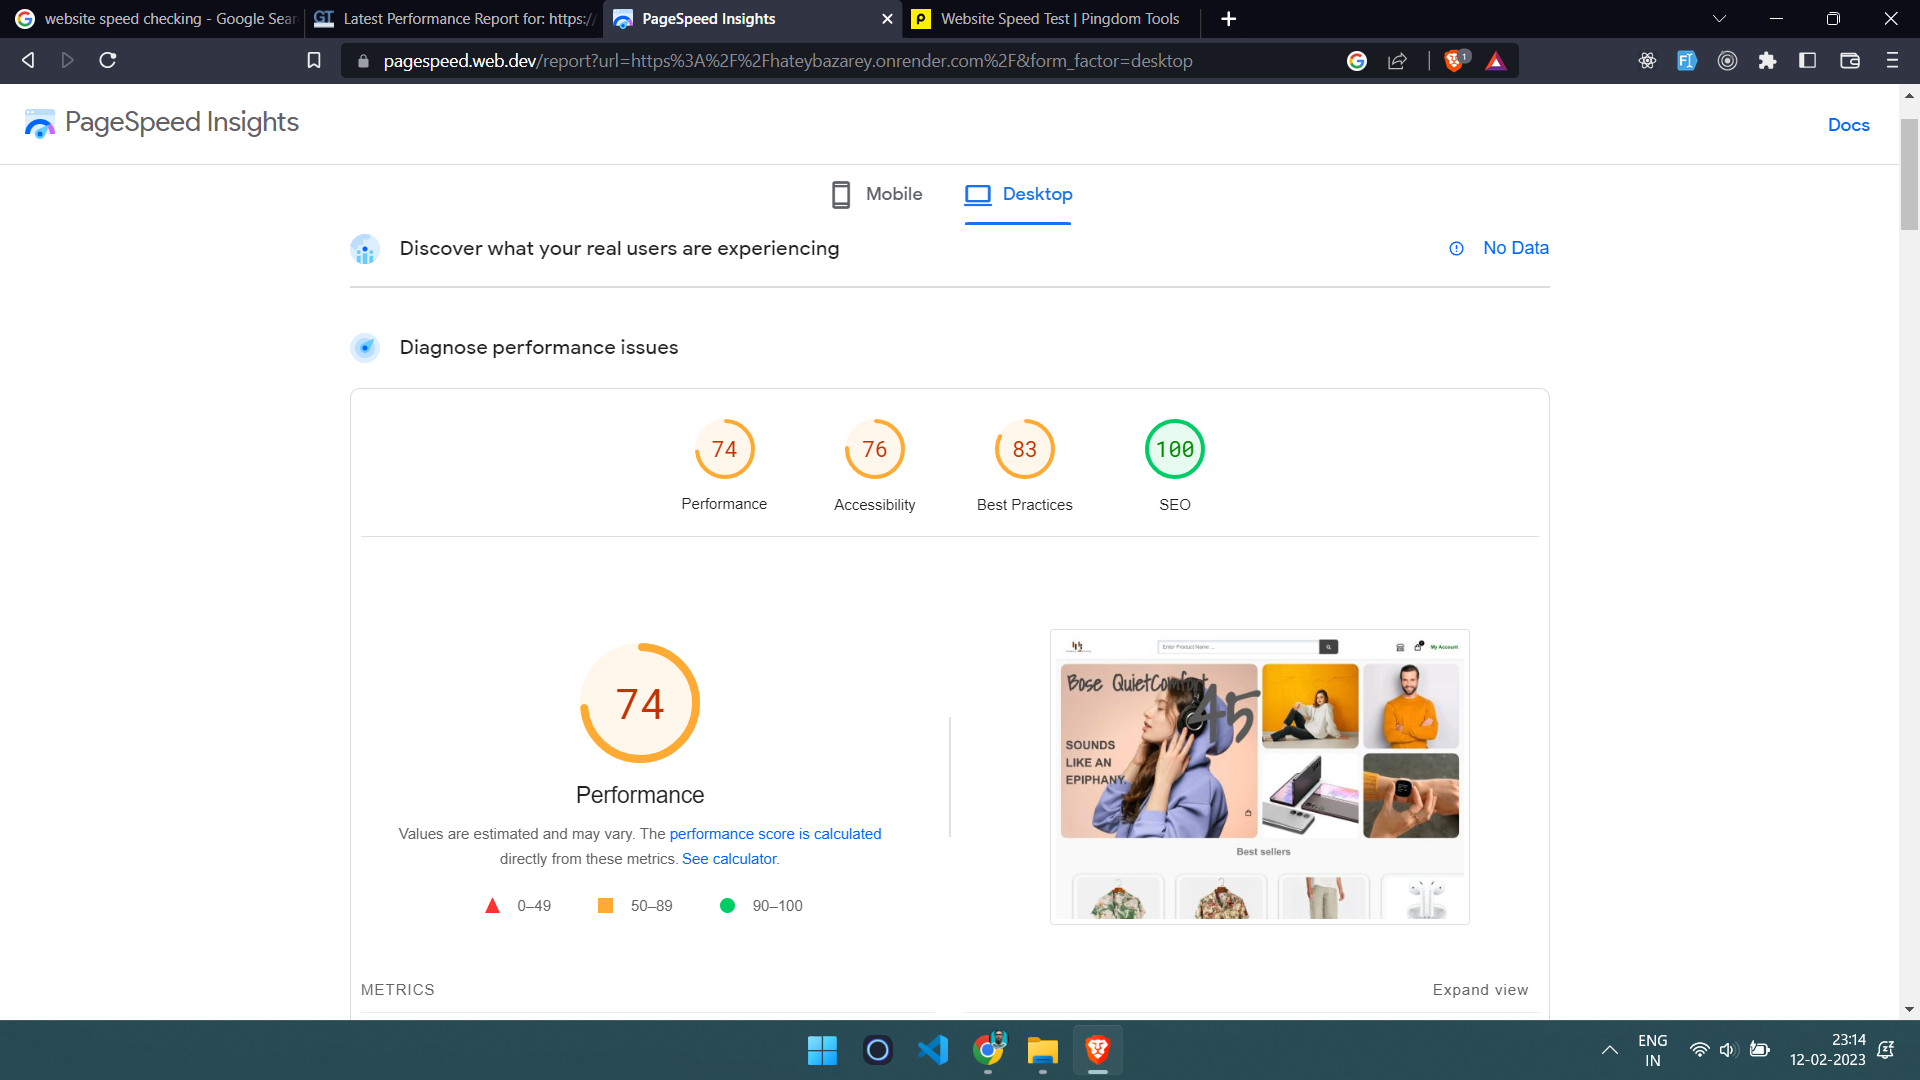 website speed checking - Google Sear
GT Latest Performance Report for: https:/
PageSpeed Insights
Website Speed Test | Pingdom Tools
pagespeed.web.dev/report?url=https%3A%2F%2Fhateybazarey.onrender.com%2F&form_factor=desktop
1
PageSpeed Insights
Docs
Mobile
Desktop
Discover what your real users are experiencing
No Data
Diagnose performance issues
74
76
83
100
Performance
Accessibility
Best Practices
SEO
74
Performance
Values are estimated and may vary. The performance score is calculated
directly from these metrics. See calculator.
0–49
50–89
90–100
Enter Product Name ...
My Account
Bose QuietComfort
45
SOUNDS
LIKE AN
EPIPHANY.
Best sellers
METRICS
Expand view
ENG
IN
23:14
12-02-2023